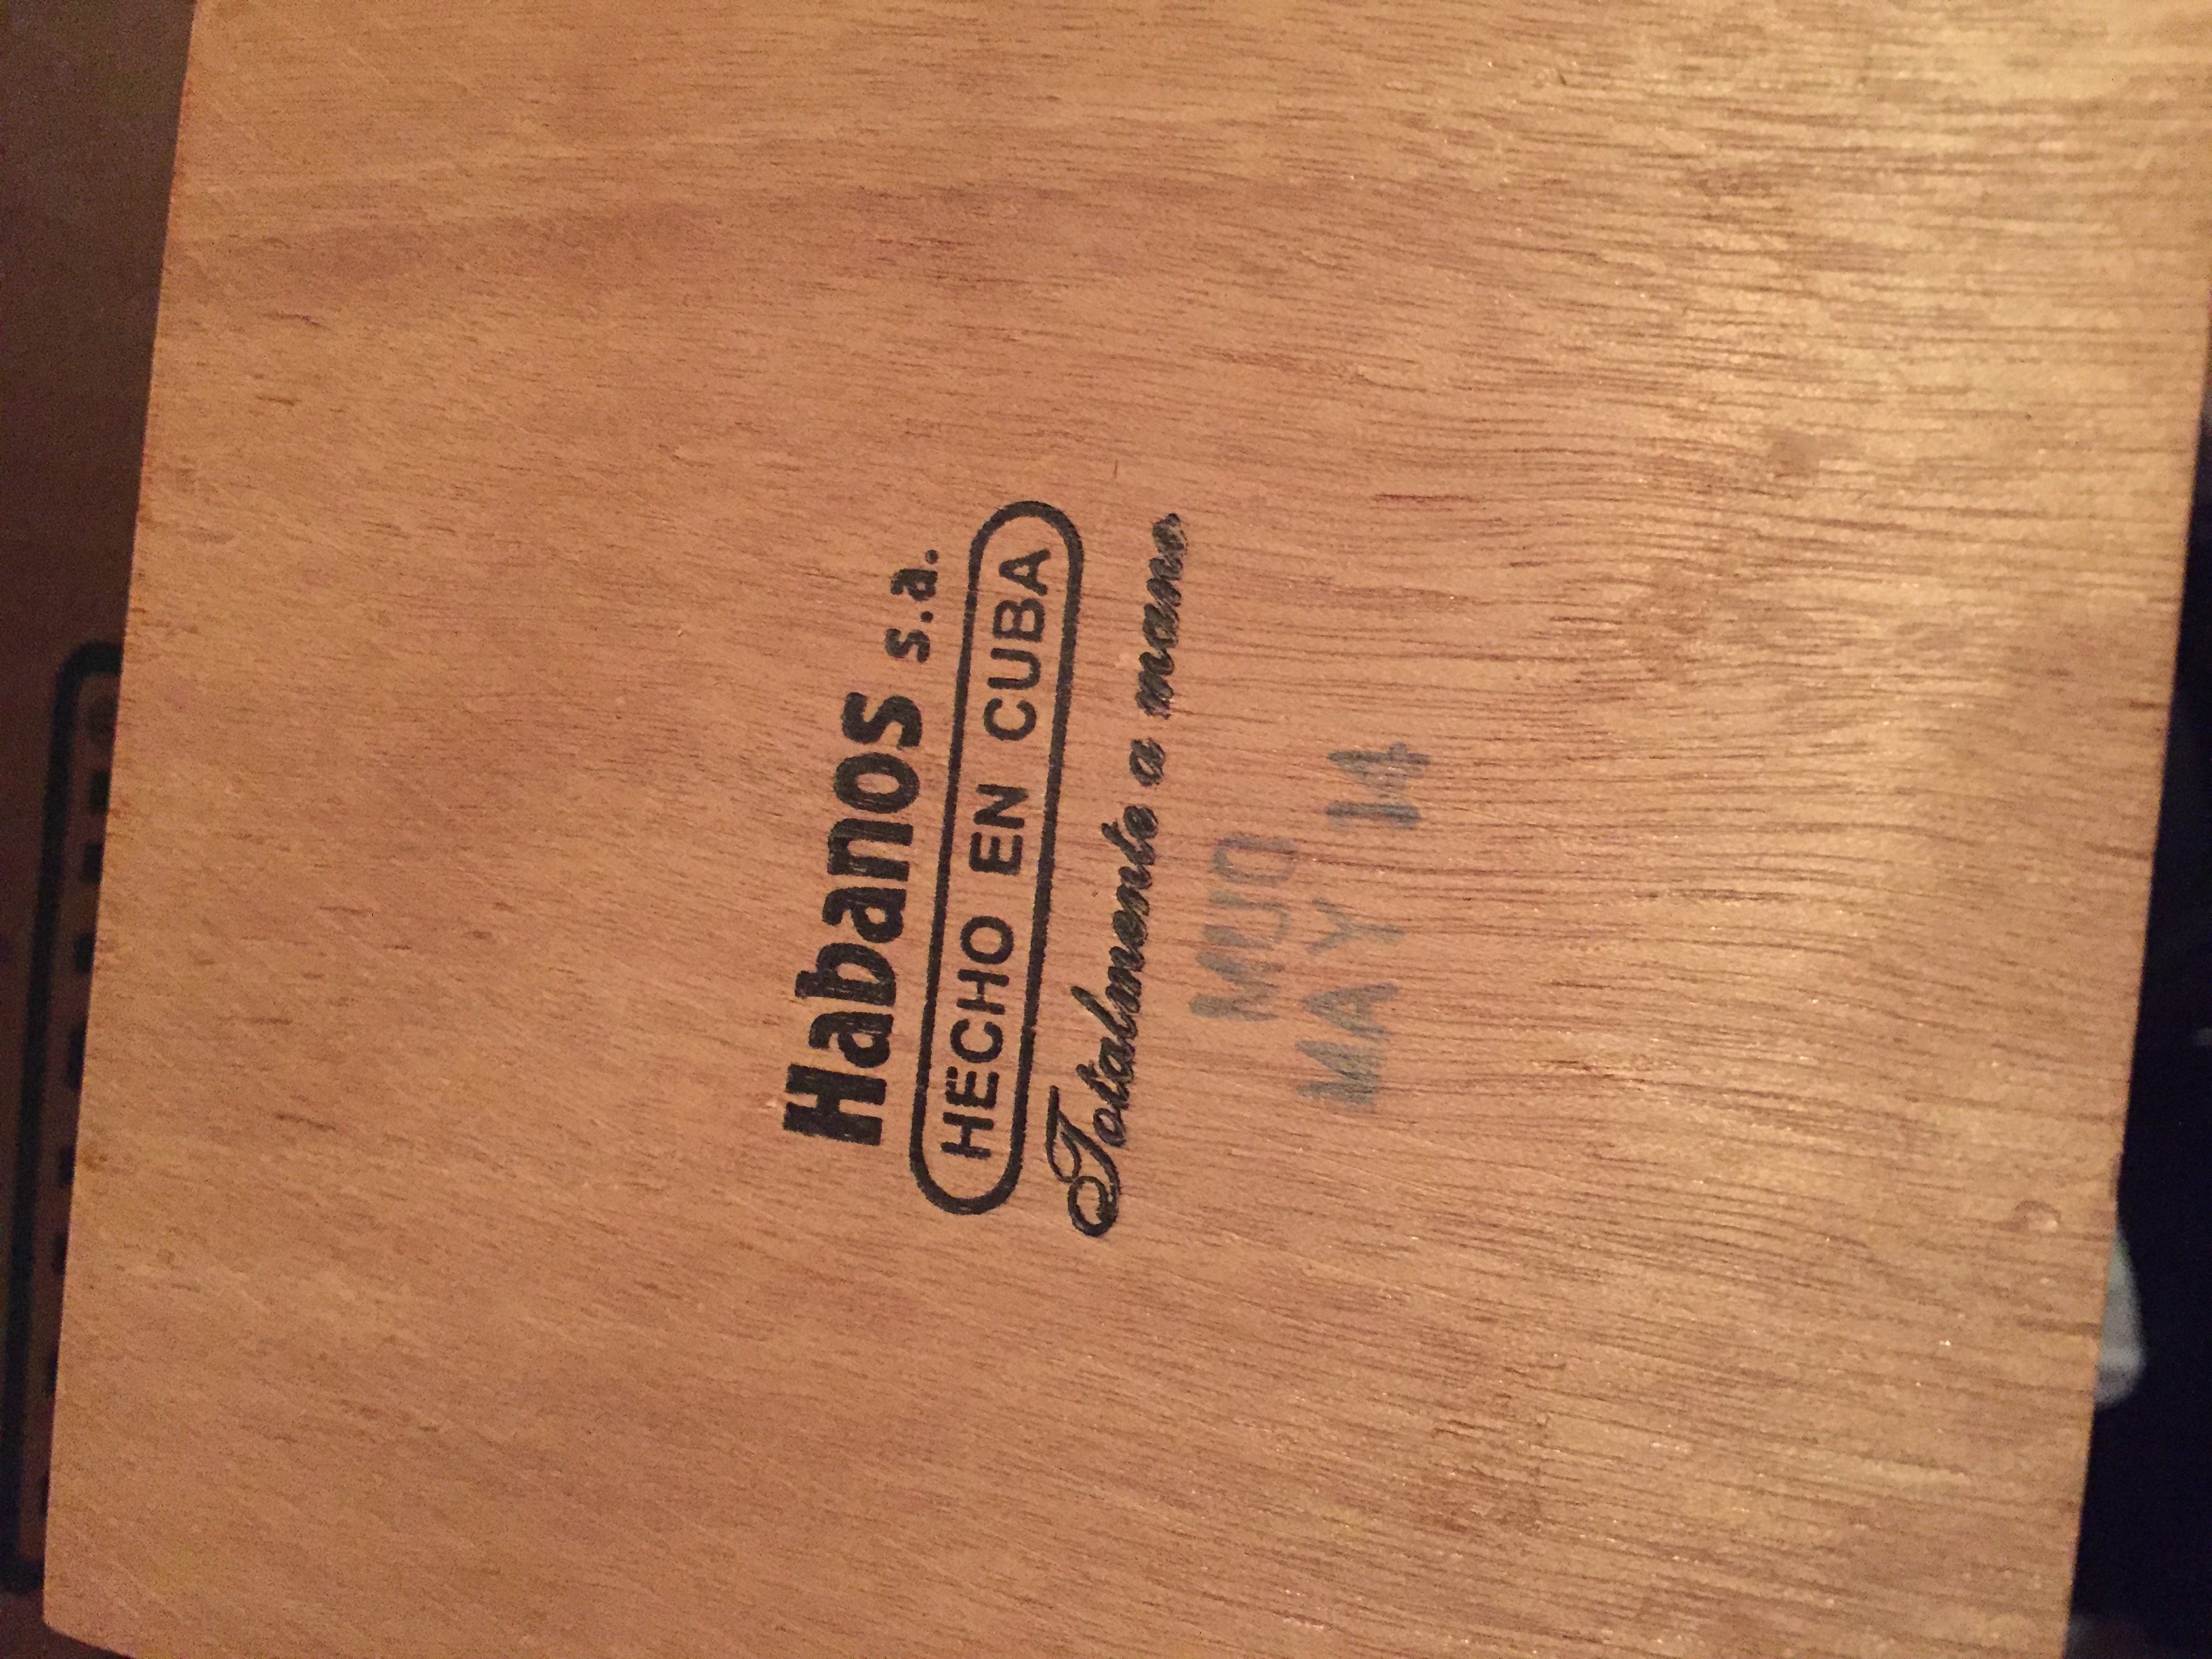 Habanos s.a.
HECHO EN CUBA
Totalmente a mano
MUO
MAY 14